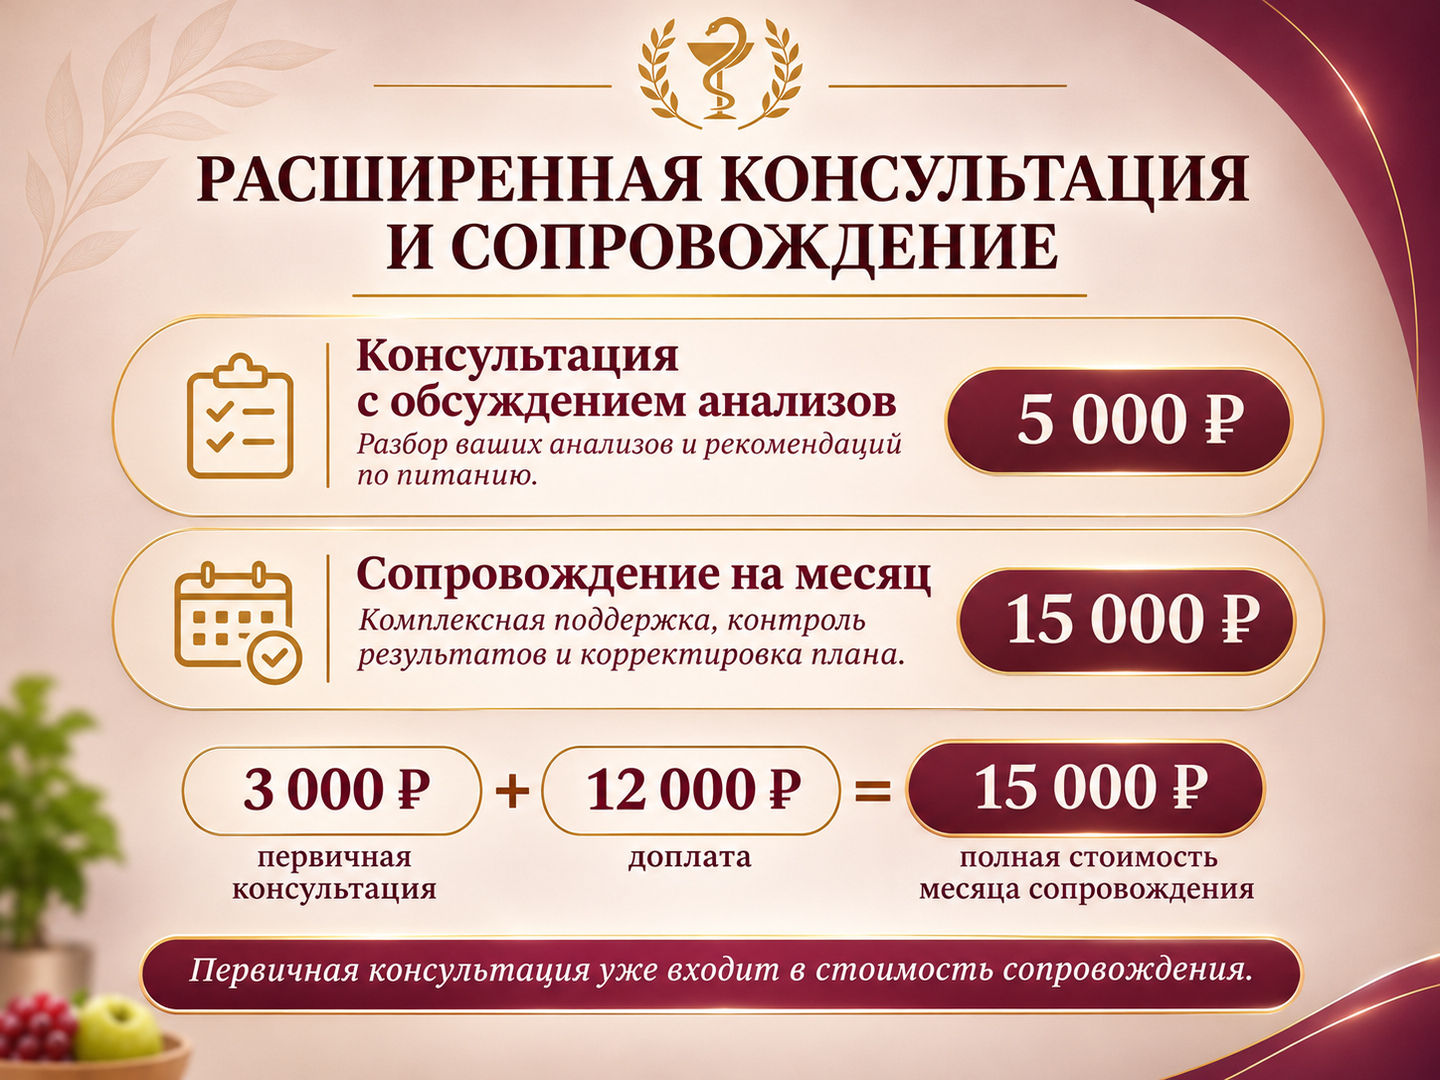 РАСШИРЕННАЯ КОНСУЛЬТАЦИЯ
И СОПРОВОЖДЕНИЕ
Консультация
с обсуждением анализов
Разбор ваших анализов и рекомендаций
по питанию.
5 000 ₽
Сопровождение на месяц
Комплексная поддержка, контроль
результатов и корректировка плана.
15 000 ₽
3 000 ₽ + 12 000 ₽ = 15 000 ₽
первичная
консультация
доплата
полная стоимость
месяца сопровождения
Первичная консультация уже входит в стоимость сопровождения.